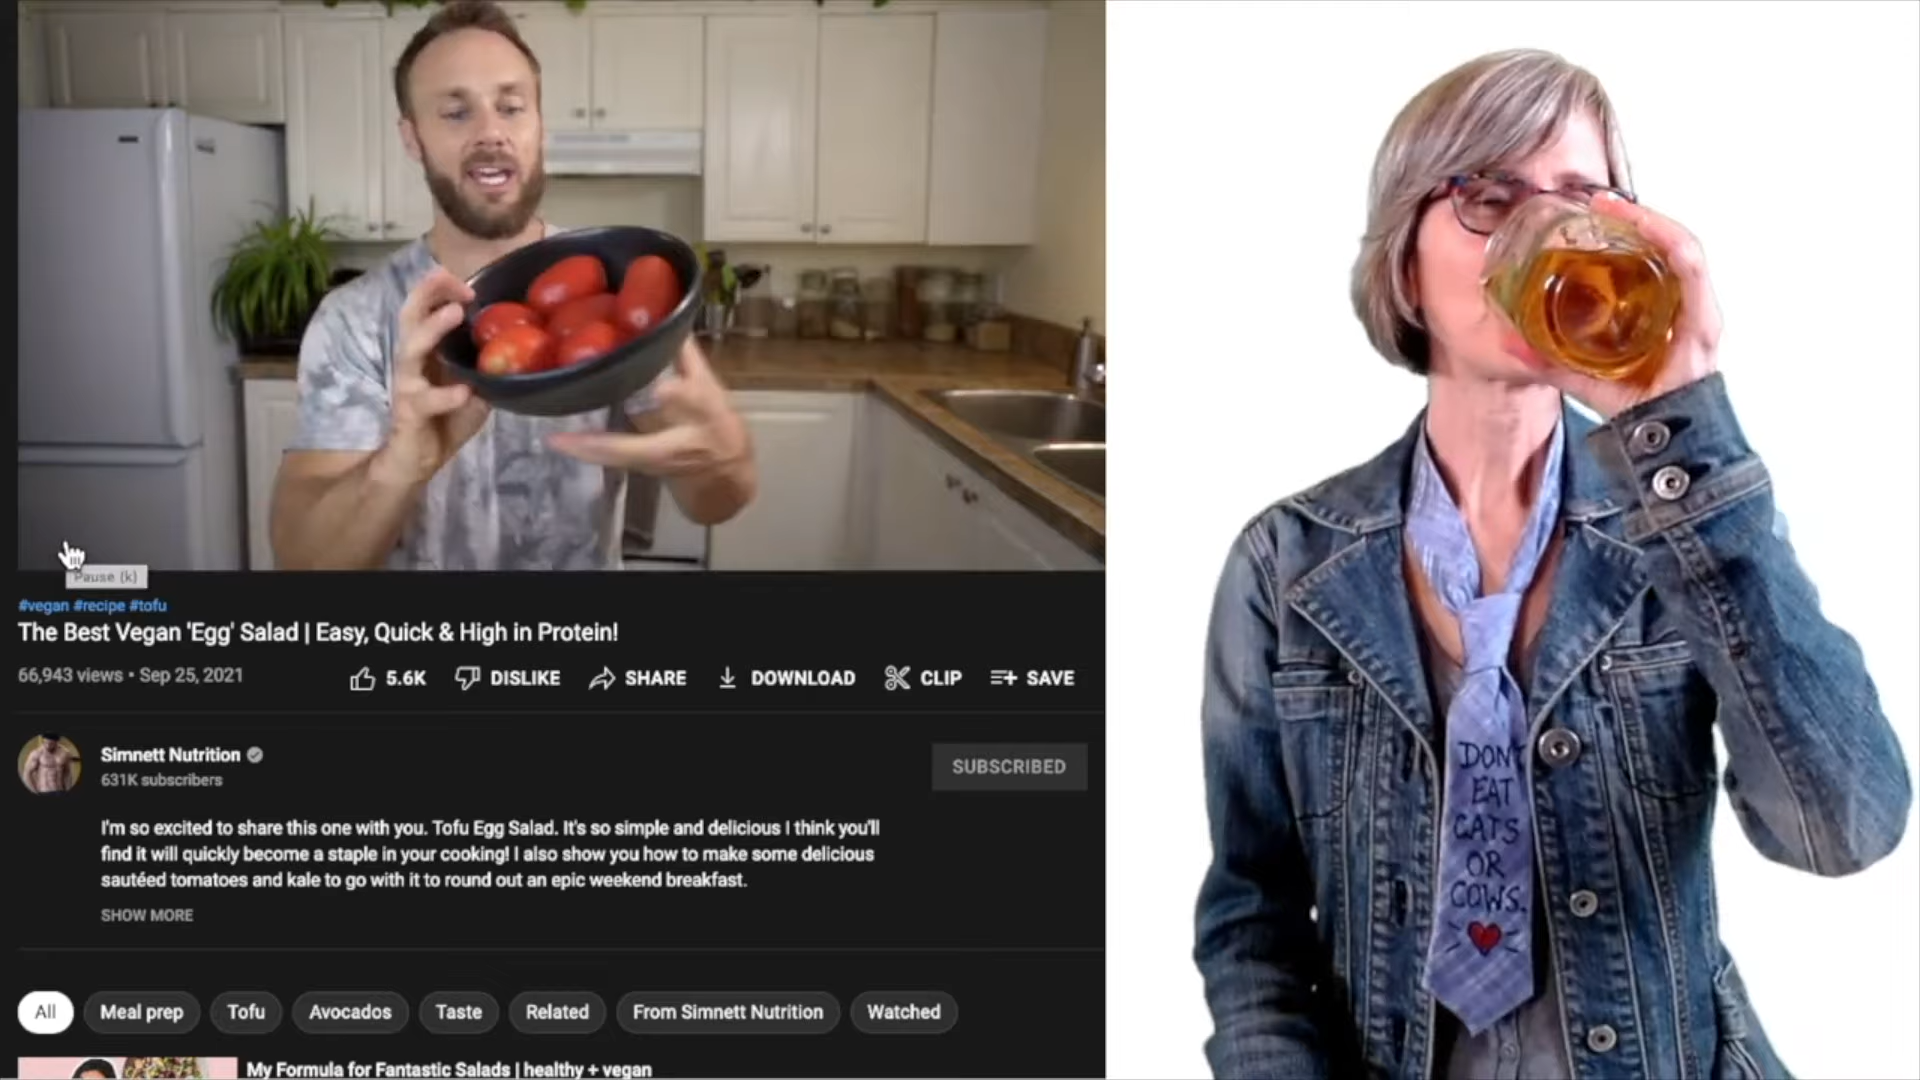 Pause (k)
#vegan #recipe #tofu
The Best Vegan 'Egg' Salad | Easy, Quick & High in Protein!
66,943 views • Sep 25, 2021
5.6K
DISLIKE
SHARE
DOWNLOAD
CLIP
SAVE
Simnett Nutrition
631K subscribers
SUBSCRIBED
I'm so excited to share this one with you. Tofu Egg Salad. It's so simple and delicious I think you'll
find it will quickly become a staple in your cooking! I also show you how to make some delicious
sautéed tomatoes and kale to go with it to round out an epic weekend breakfast.
SHOW MORE
All
Meal prep
Tofu
Avocados
Taste
Related
From Simnett Nutrition
Watched
My Formula for Fantastic Salads | healthy + vegan
DON'T
EAT
CATS
OR
COWS.